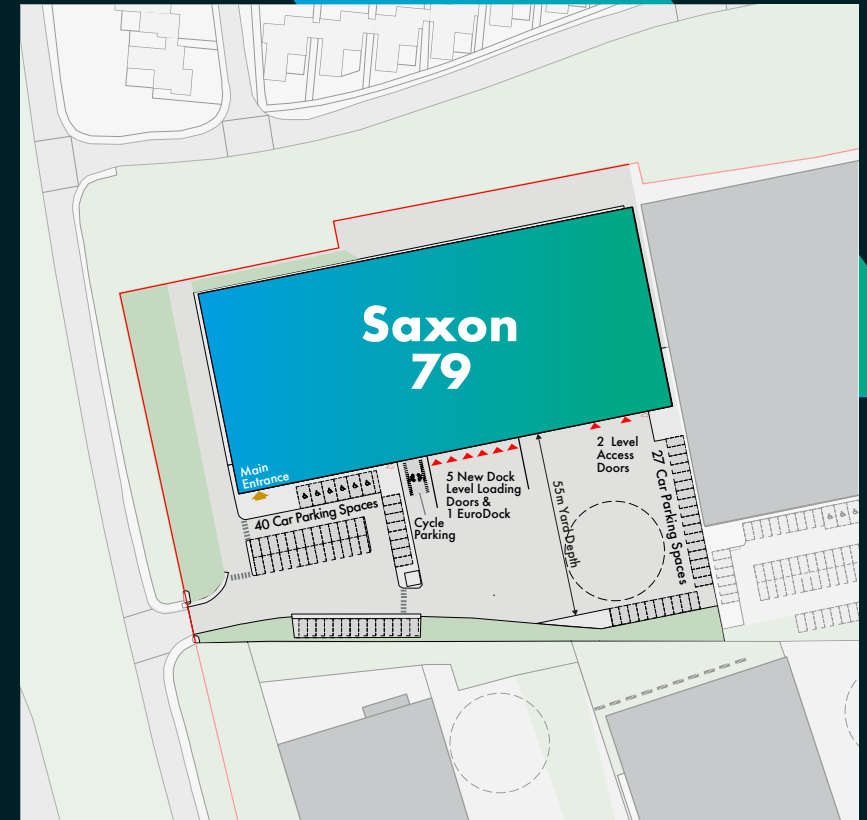 Saxon
79
Main
Entrance
2 Level
Access
Doors
5 New Dock
Level Loading
Doors &
1 EuroDock
27 Car Parking Spaces
55m Yard Depth
40 Car Parking Spaces
Cycle
Parking